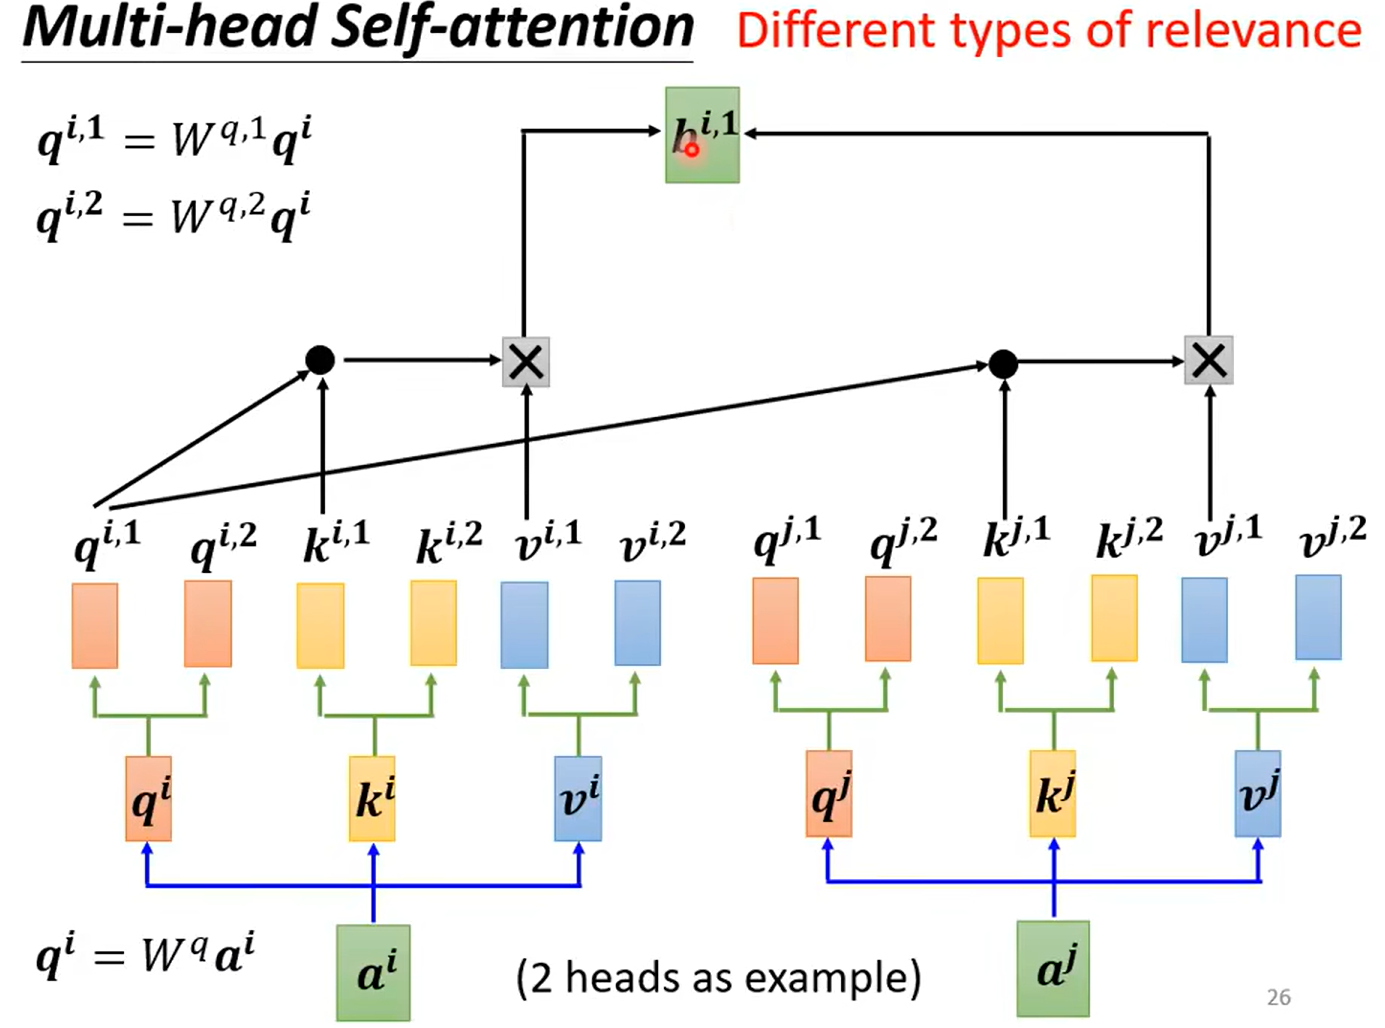 Multi-head Self-attention Different types of relevance
q^{i,1} = W^{q,1}q^i
b^{i,1}
q^{i,2} = W^{q,2}q^i
q^{i,1} q^{i,2} k^{i,1} k^{i,2} v^{i,1} v^{i,2} q^{j,1} q^{j,2} k^{j,1} k^{j,2} v^{j,1} v^{j,2}
q^i k^i v^i q^j k^j v^j
q^i = W^q a^i
a^i (2 heads as example) a^j
26